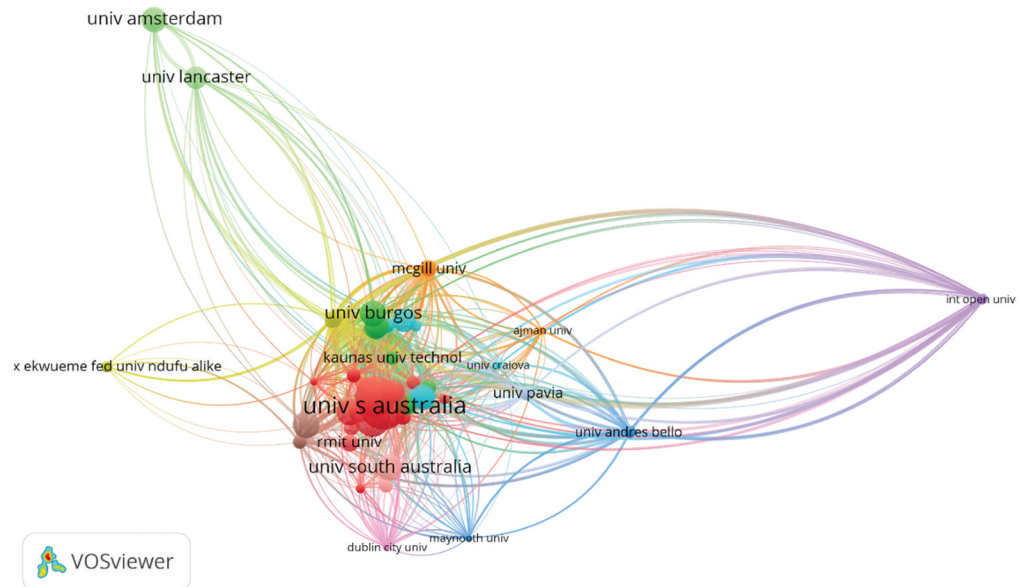 univ amsterdam
univ lancaster
mcgill univ
int open univ
univ burgos
ajman univ
kaunas univ technol
univ craiova
x ekwueme fed univ ndufu alike
univ pavia
univ s australia
univ andres bello
rmit univ
univ south australia
maynooth univ
dublin city univ
VOSviewer